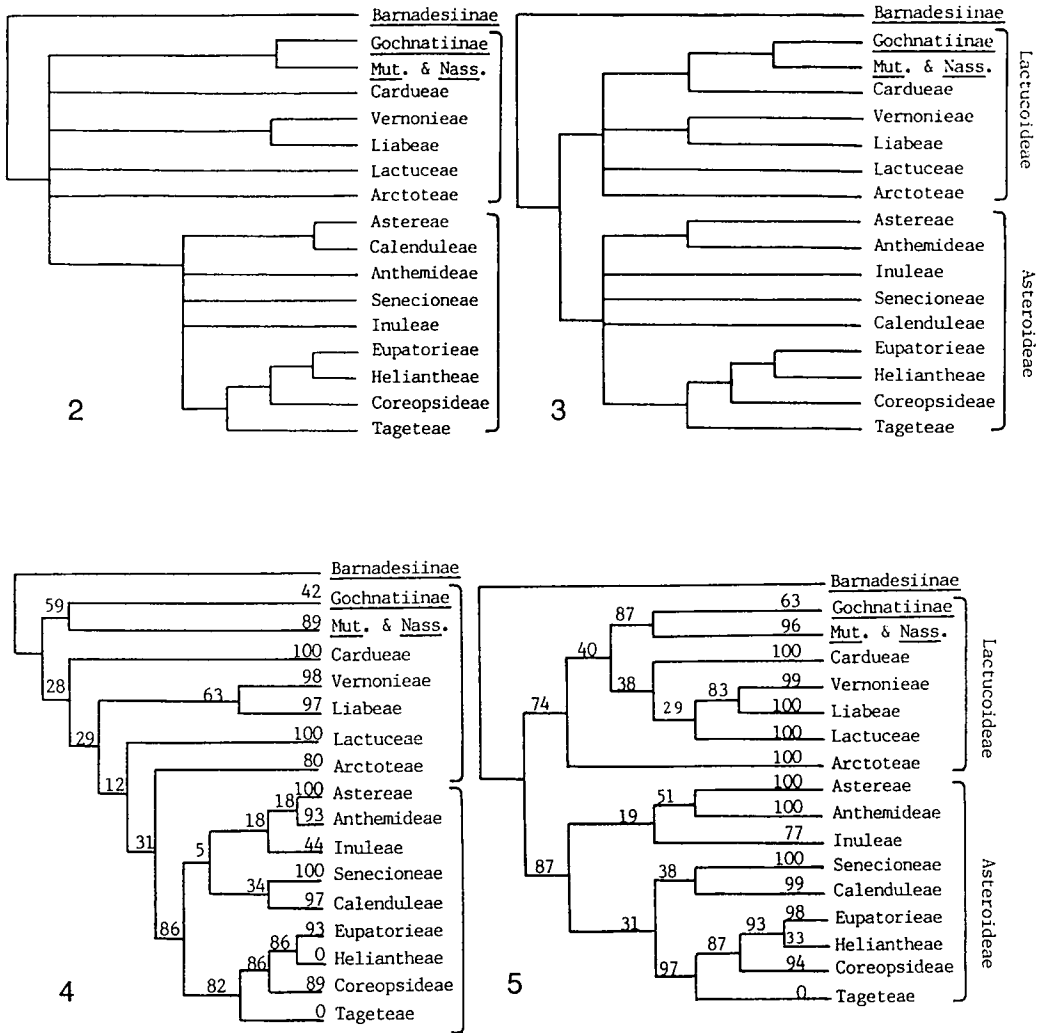 Barnadesiinae
Gochnatiinae
Mut. & Nass.
Cardueae
Vernonieae
Liabeae
Lactuceae
Arctoteae
Astereae
Calenduleae
Anthemideae
Senecioneae
Inuleae
Eupatorieae
Heliantheae
Coreopsideae
Tageteae
2
Barnadesiinae
Gochnatiinae
Mut. & Nass.
Cardueae
Vernonieae
Liabeae
Lactuceae
Arctoteae
Astereae
Anthemideae
Inuleae
Senecioneae
Calenduleae
Eupatorieae
Heliantheae
Coreopsideae
Tageteae
Lactucoideae
Asteroideae
3
Barnadesiinae
59 42 Gochnatiinae
89 Mut. & Nass.
28 100 Cardueae
98 Vernonieae
63 97 Liabeae
29 100 Lactuceae
12 80 Arctoteae
100 Astereae
18 93 Anthemideae
18 44 Inuleae
31 5 100 Senecioneae
34 97 Calenduleae
86 93 Eupatorieae
86 0 Heliantheae
86 89 Coreopsideae
82 0 Tageteae
4
Barnadesiinae
87 63 Gochnatiinae
96 Mut. & Nass.
40 100 Cardueae
38 83 99 Vernonieae
74 29 100 Liabeae
100 Lactuceae
100 Arctoteae
51 100 Astereae
19 100 Anthemideae
77 Inuleae
87 38 100 Senecioneae
99 Calenduleae
31 93 98 Eupatorieae
87 33 Heliantheae
97 94 Coreopsideae
0 Tageteae
Lactucoideae
Asteroideae
5